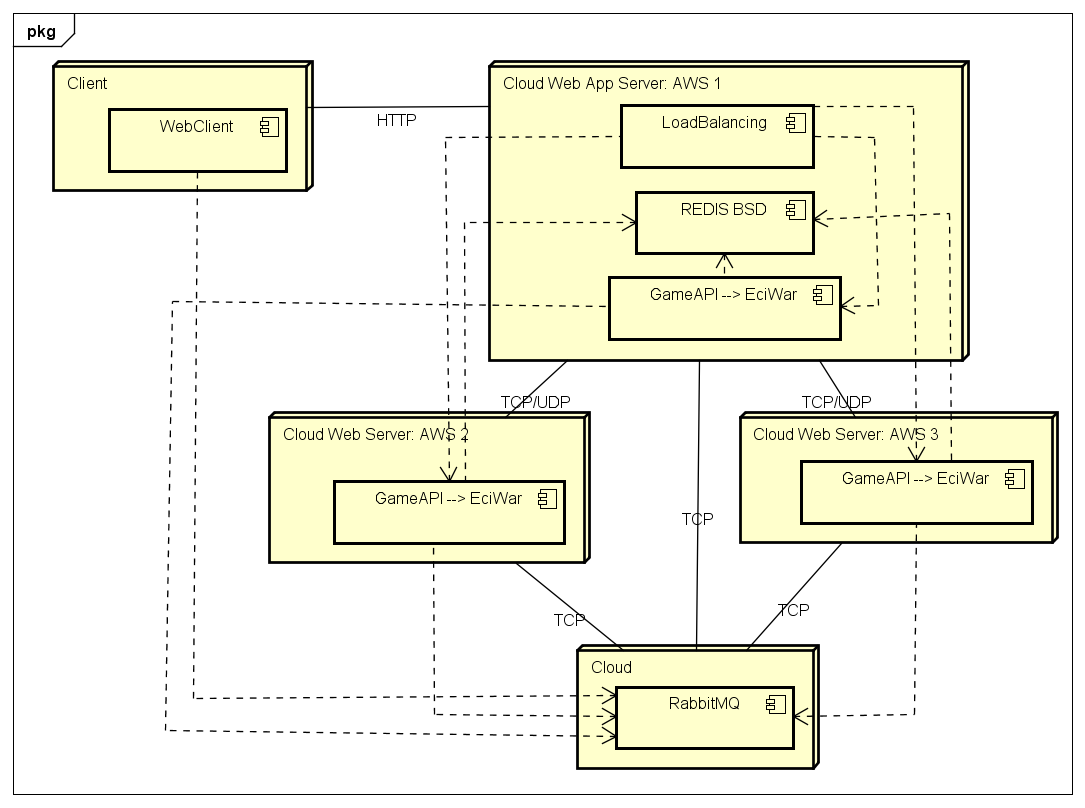 pkg
Client
WebClient
HTTP
Cloud Web App Server: AWS 1
LoadBalancing
REDIS BSD
GameAPI --> EciWar
TCP/UDP
TCP/UDP
Cloud Web Server: AWS 2
GameAPI --> EciWar
Cloud Web Server: AWS 3
GameAPI --> EciWar
TCP
TCP
TCP
Cloud
RabbitMQ